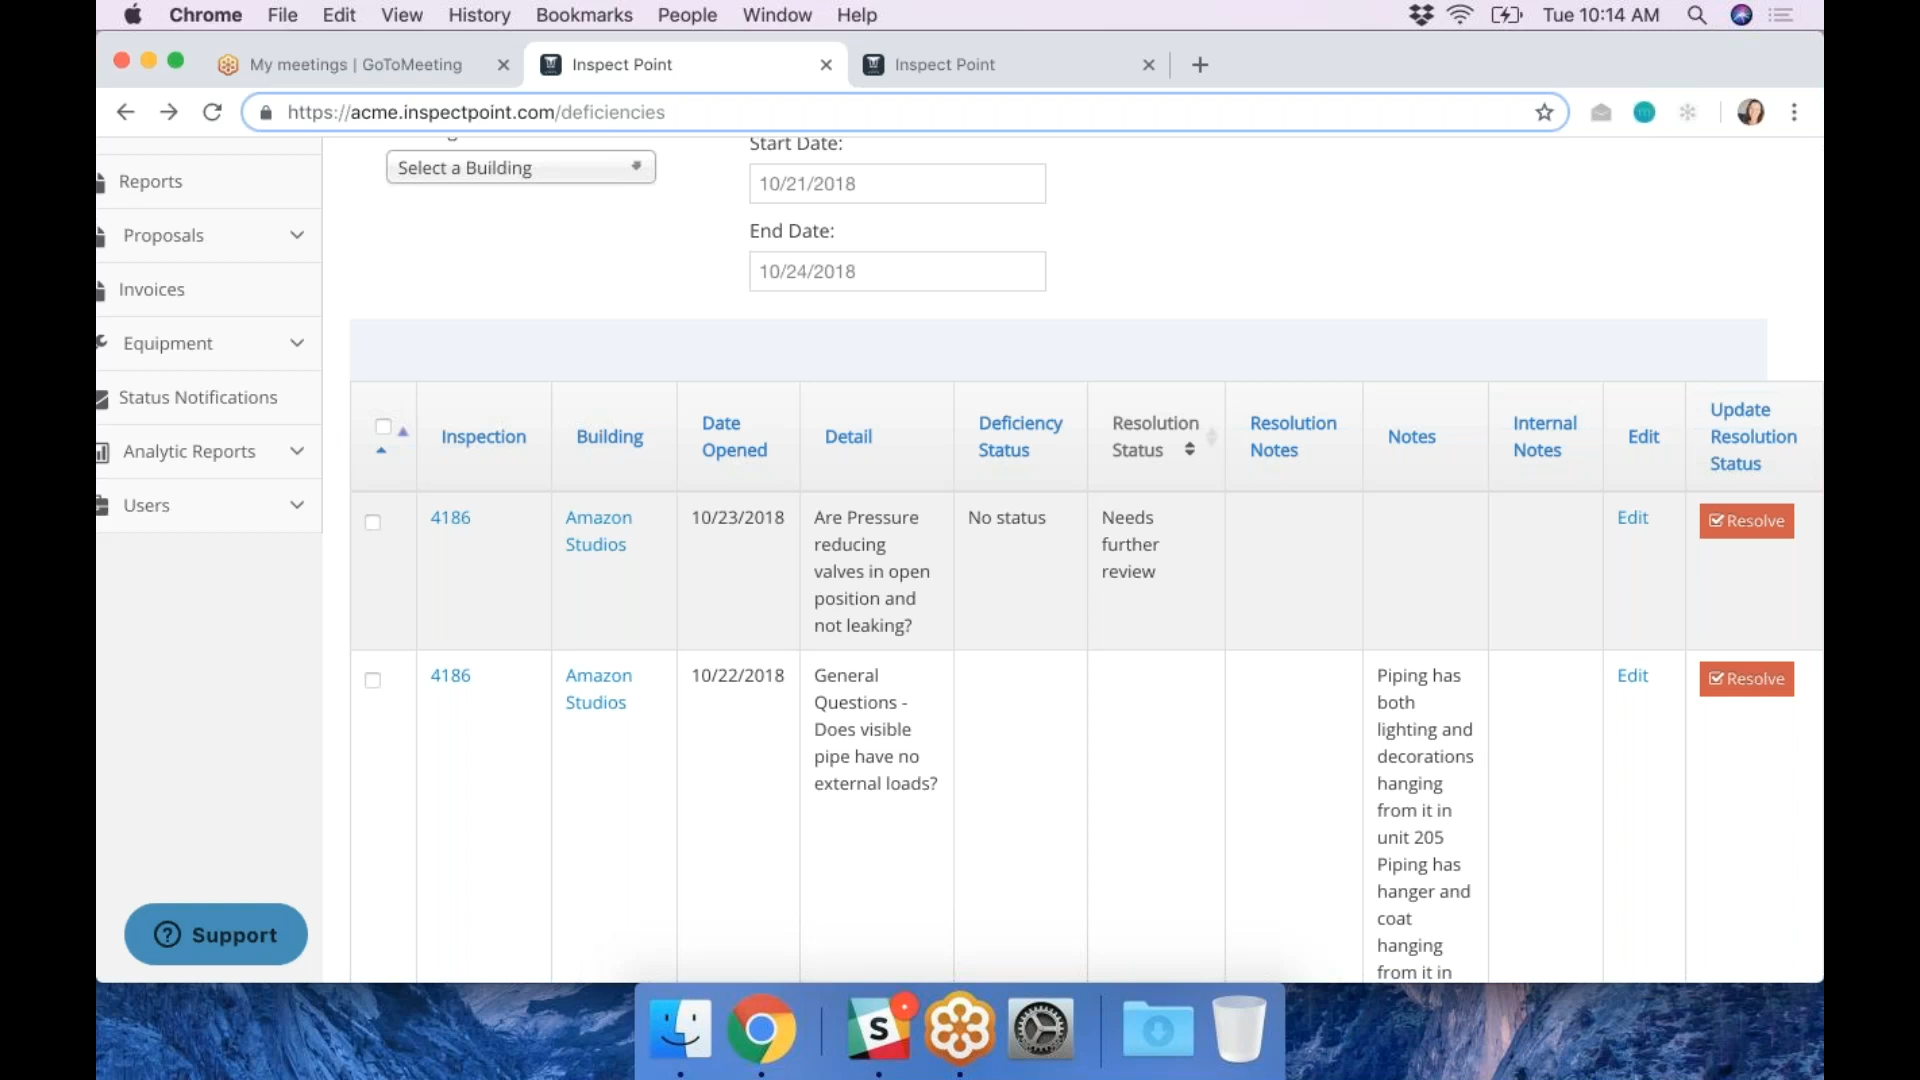 Chrome File Edit View History Bookmarks People Window Help Tue 10:14 AM
My meetings | GoToMeeting Inspect Point Inspect Point
https://acme.inspectpoint.com/deficiencies
Reports
Proposals
Invoices
Equipment
Status Notifications
Analytic Reports
Users
Support
Select a Building
Start Date:
10/21/2018
End Date:
10/24/2018
Inspection
Building
Date
Opened
Detail
Deficiency
Status
Resolution
Status
Resolution
Notes
Notes
Internal
Notes
Edit
Update
Resolution
Status
4186
Amazon
Studios
10/23/2018
Are Pressure
reducing
valves in open
position and
not leaking?
No status
Needs
further
review
Edit
Resolve
4186
Amazon
Studios
10/22/2018
General
Questions -
Does visible
pipe have no
external loads?
Piping has
both
lighting and
decorations
hanging
from it in
unit 205
Piping has
hanger and
coat
hanging
from it in
Edit
Resolve
S